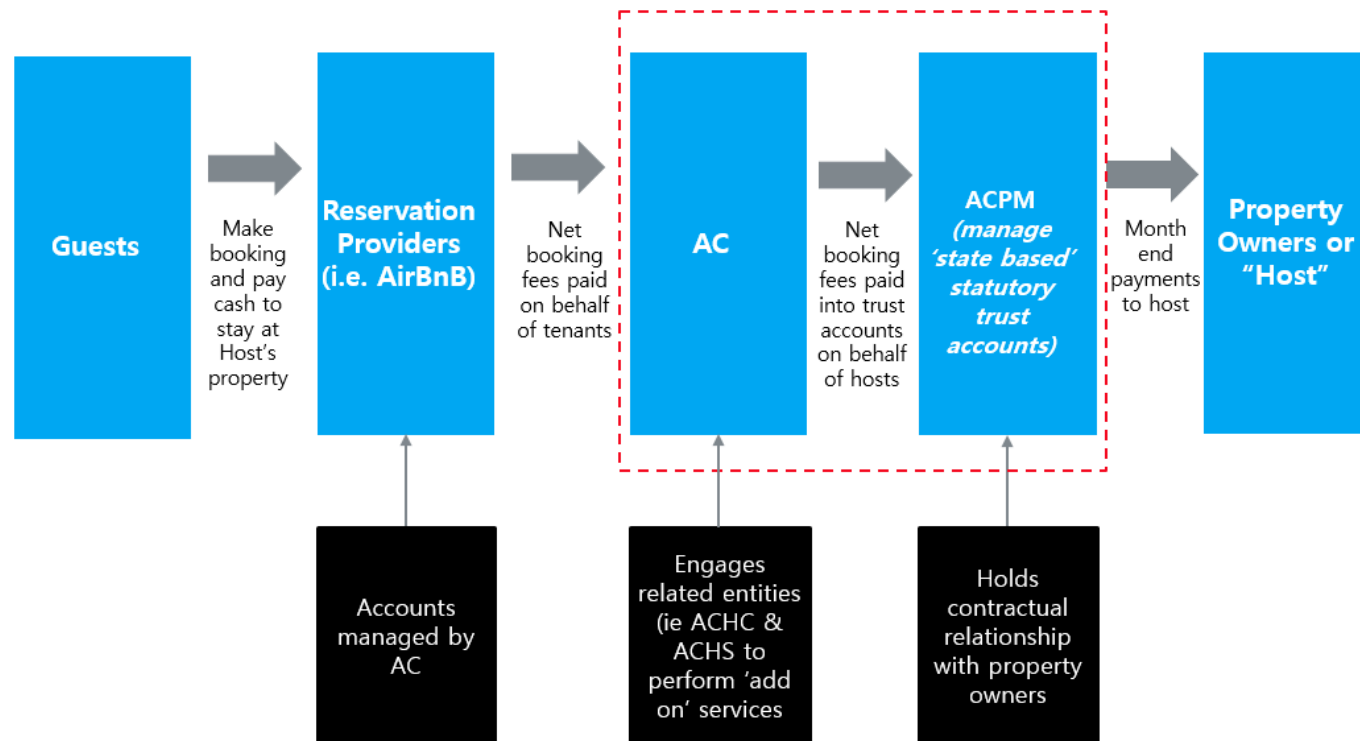 Guests
Make
booking
and pay
cash to
stay at
Host's
property
Reservation
Providers
(i.e. AirBnB)
Net
booking
fees paid
on behalf
of tenants
AC
Net
booking
fees paid
into trust
accounts
on behalf
of hosts
ACPM
(manage
‘state based’
statutory
trust
accounts)
Month
end
payments
to host
Property
Owners or
“Host”
Accounts
managed by
AC
Engages
related entities
(ie ACHC &
ACHS to
perform ‘add
on’ services
Holds
contractual
relationship
with property
owners